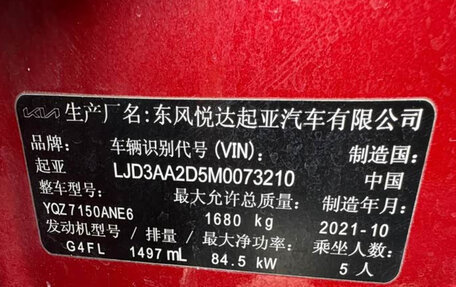 KIA 生产厂名:东风悦达起亚汽车有限公司
品牌: 车辆识别代号(VIN): 制造国:
起亚 LJD3AA2D5M0073210 中国
整车型号: 最大允许总质量: 制造年月:
YQZ7150ANE6 1680 kg 2021-10
发动机型号 / 排量 / 最大净功率: 乘坐人数:
G4FL 1497 mL 84.5 kW 5 人